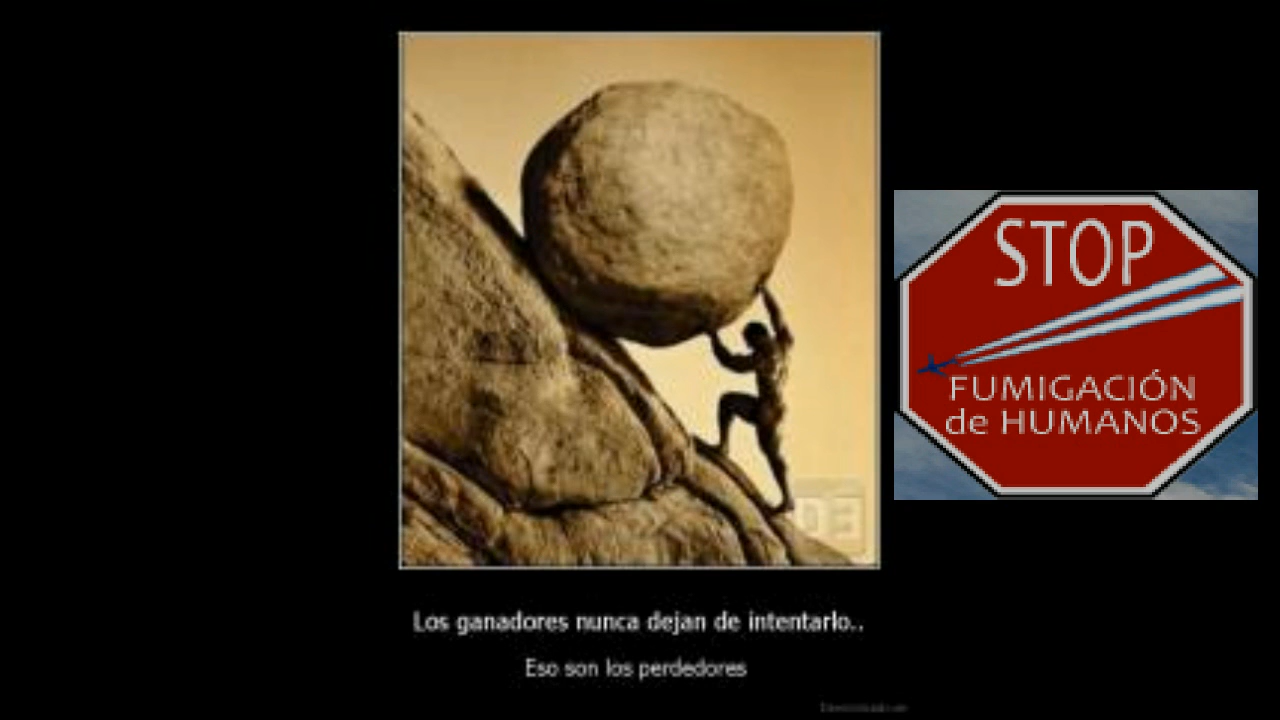 STOP
FUMIGACIÓN
de HUMANOS
Los ganadores nunca dejan de intentarlo..
Eso son los perdedores